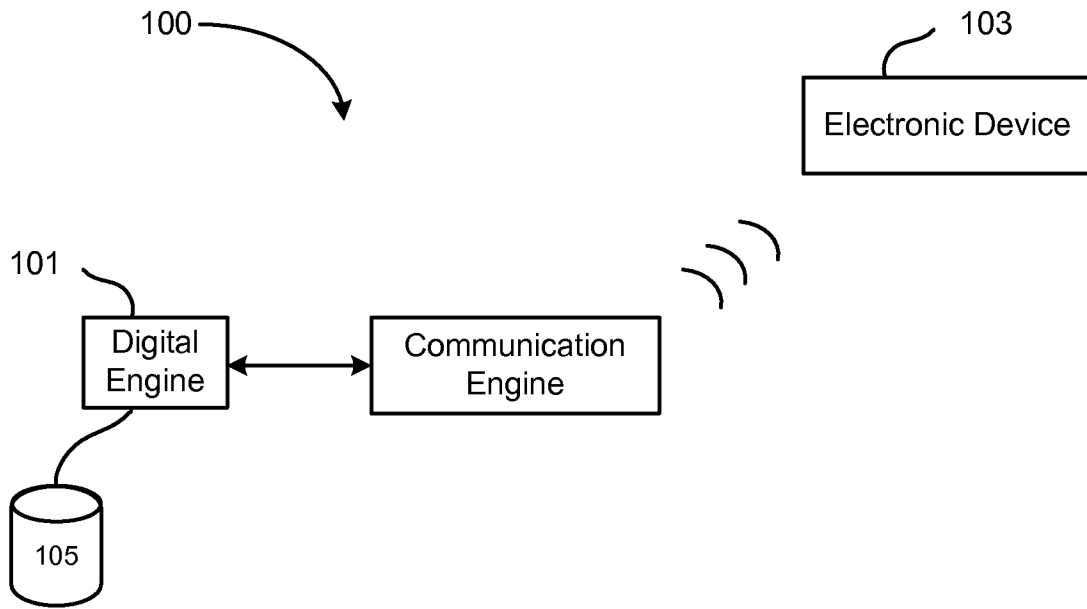 100
103
Electronic Device
101
Digital
Engine
Communication
Engine
105